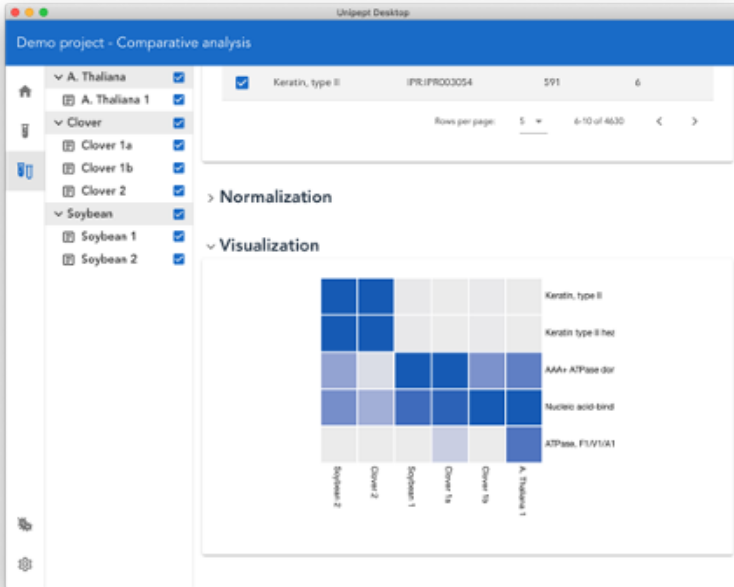 Unipept Desktop
Demo project - Comparative analysis
A. Thaliana
A. Thaliana 1
Clover
Clover 1a
Clover 1b
Clover 2
Soybean
Soybean 1
Soybean 2
Keratin, type II IPR:IPR003054 591 6
Rows per page: 5 6-10 of 4630
Normalization
Visualization
Keratin, type II
Keratin type II hea
AAA+ ATPase dor
Nucleic acid-bind
ATPase, F1/V1/A1
Soybean 2
Clover 2
Soybean 1
Clover 1a
Clover 1b
A. Thaliana 1